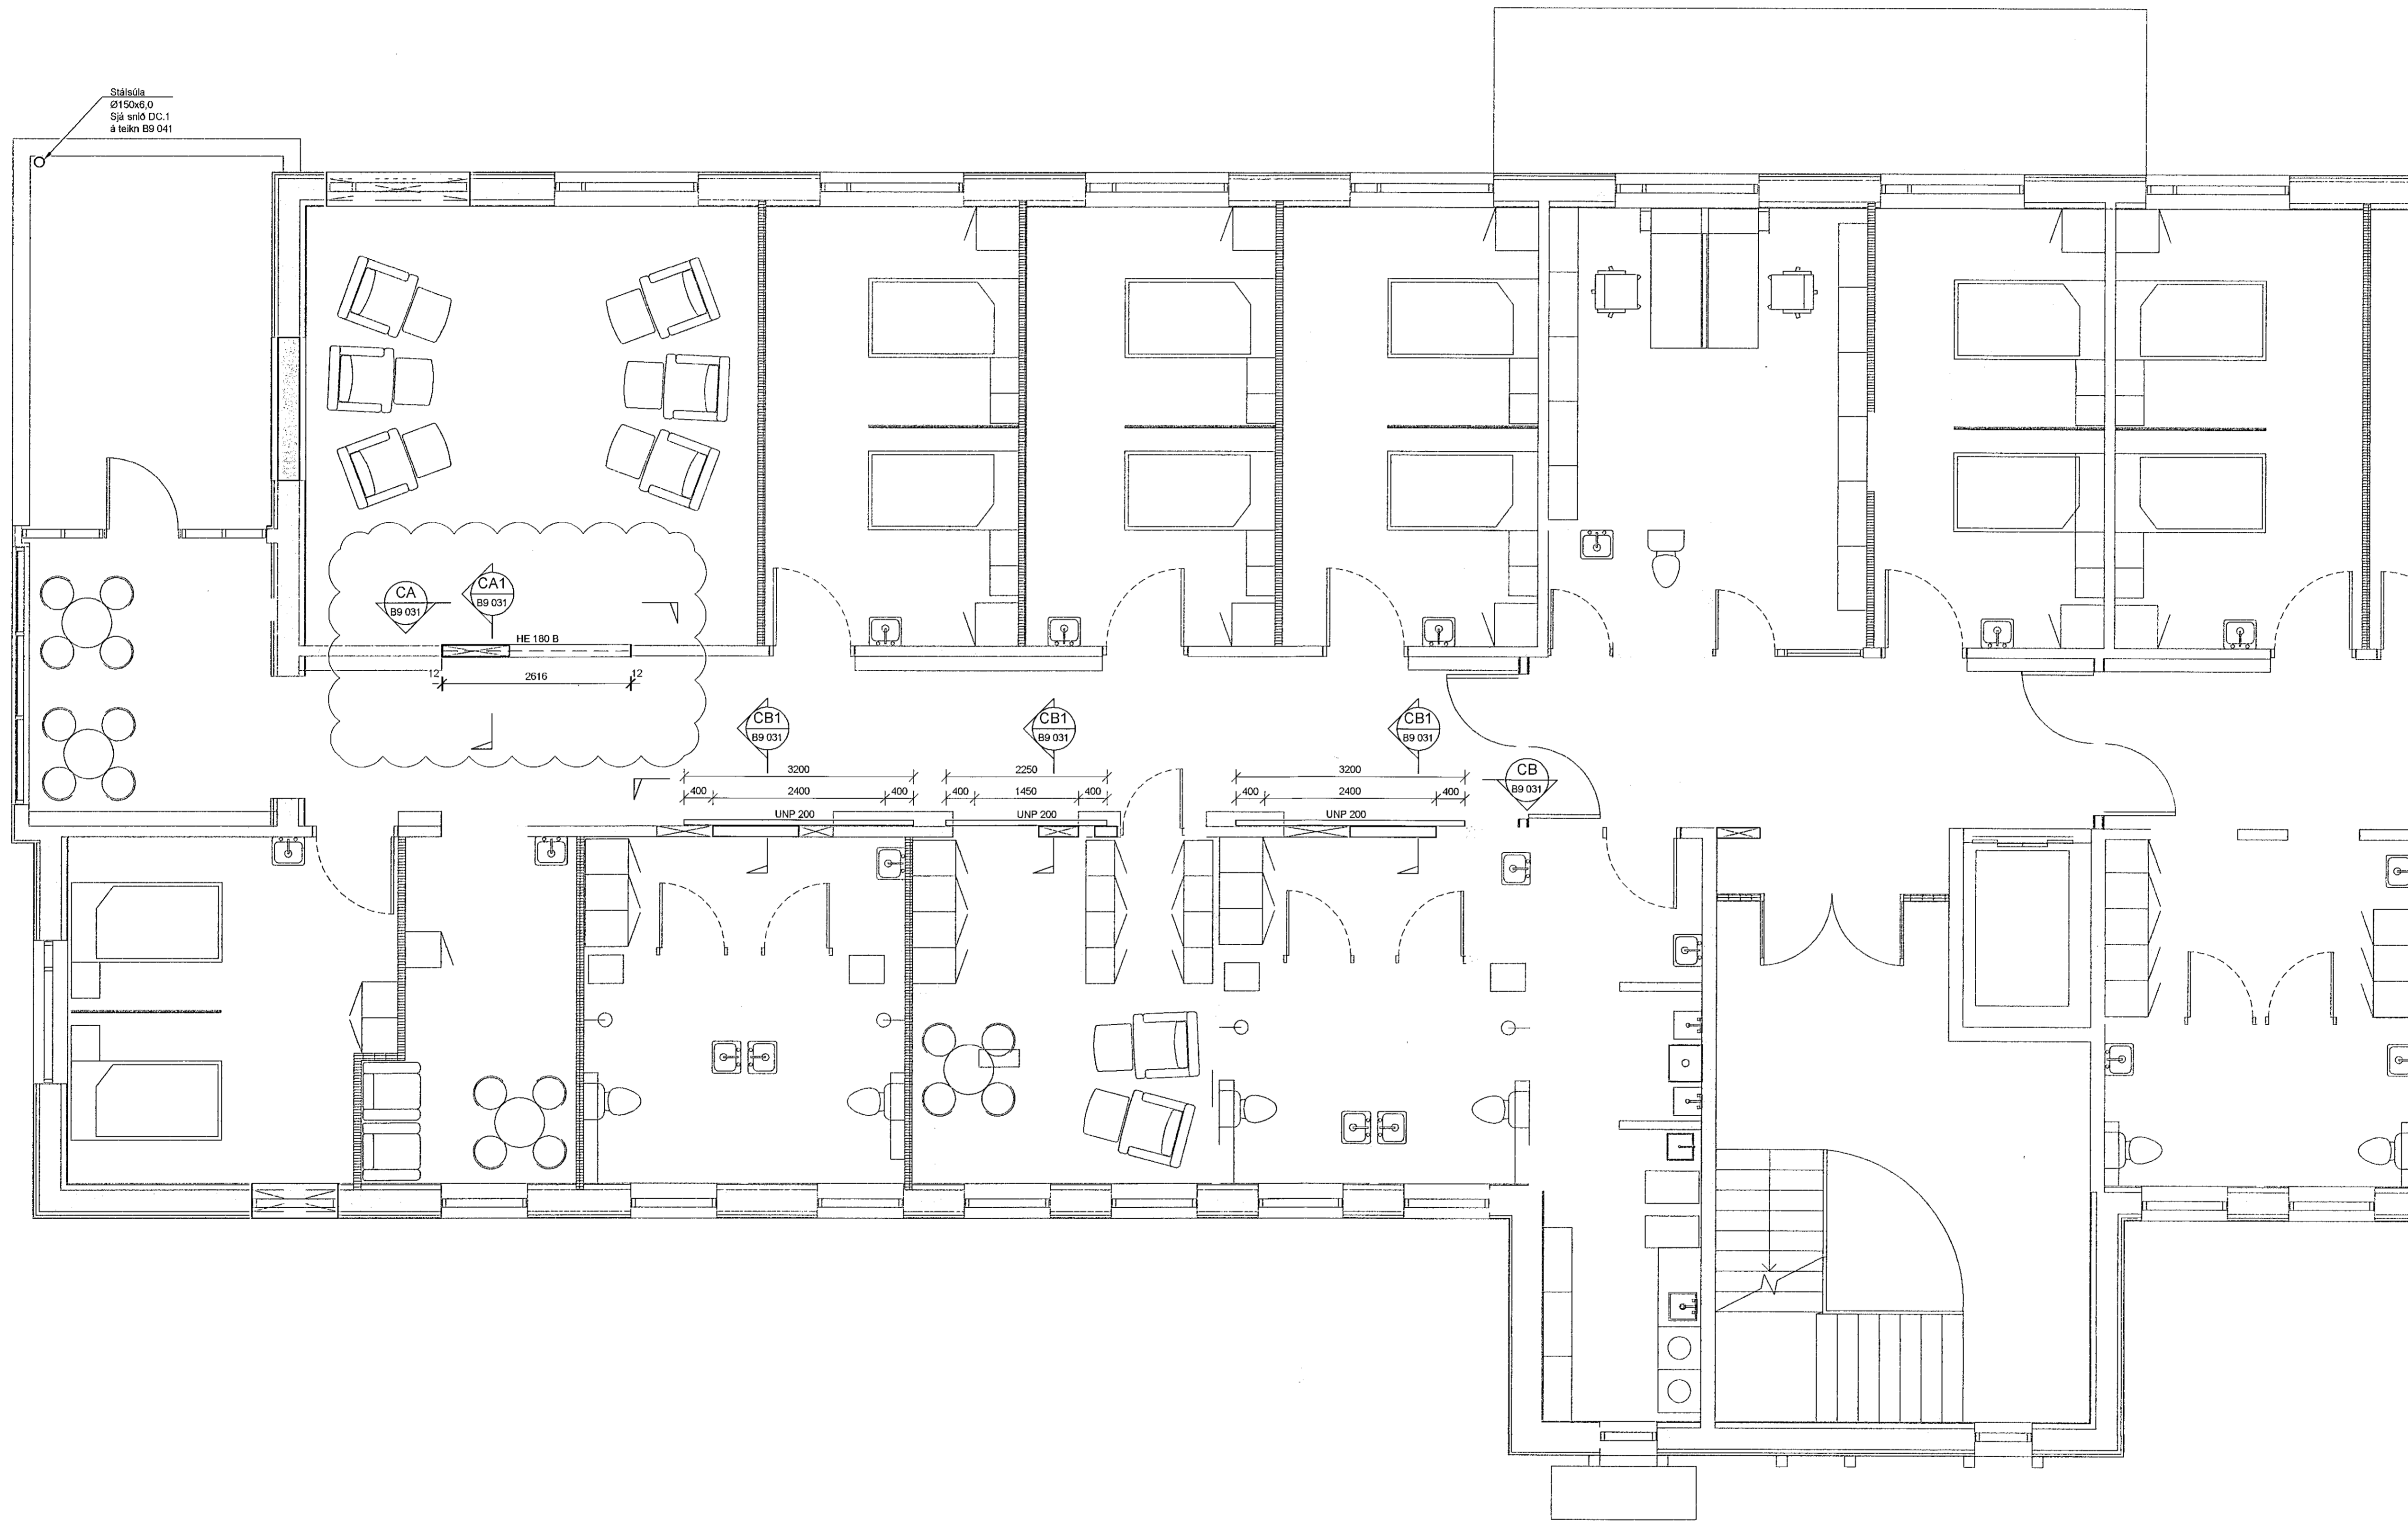 Stálsúla
Ø150x6,0
Sjá snið DC.1
á teikn B9 041
CA
B9 031
CA1
B9 031
HE 180 B
12
2616
12
CB1
B9 031
CB1
B9 031
CB1
B9 031
CB
B9 031
3200
2250
3200
400
2400
400
400
1450
400
400
2400
400
UNP 200
UNP 200
UNP 200